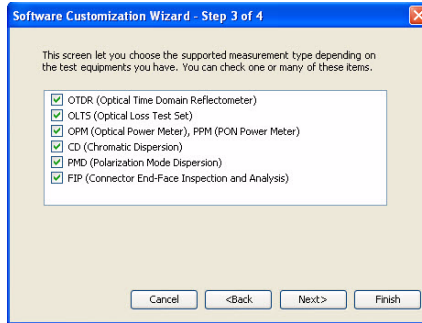 Software Customization Wizard - Step 3 of 4
This screen let you choose the supported measurement type depending on
the test equipments you have. You can check one or many of these items.
OTDR (Optical Time Domain Reflectometer)
OLTS (Optical Loss Test Set)
OPM (Optical Power Meter), PPM (PON Power Meter)
CD (Chromatic Dispersion)
PMD (Polarization Mode Dispersion)
FIP (Connector End-Face Inspection and Analysis)
Cancel <Back Next> Finish